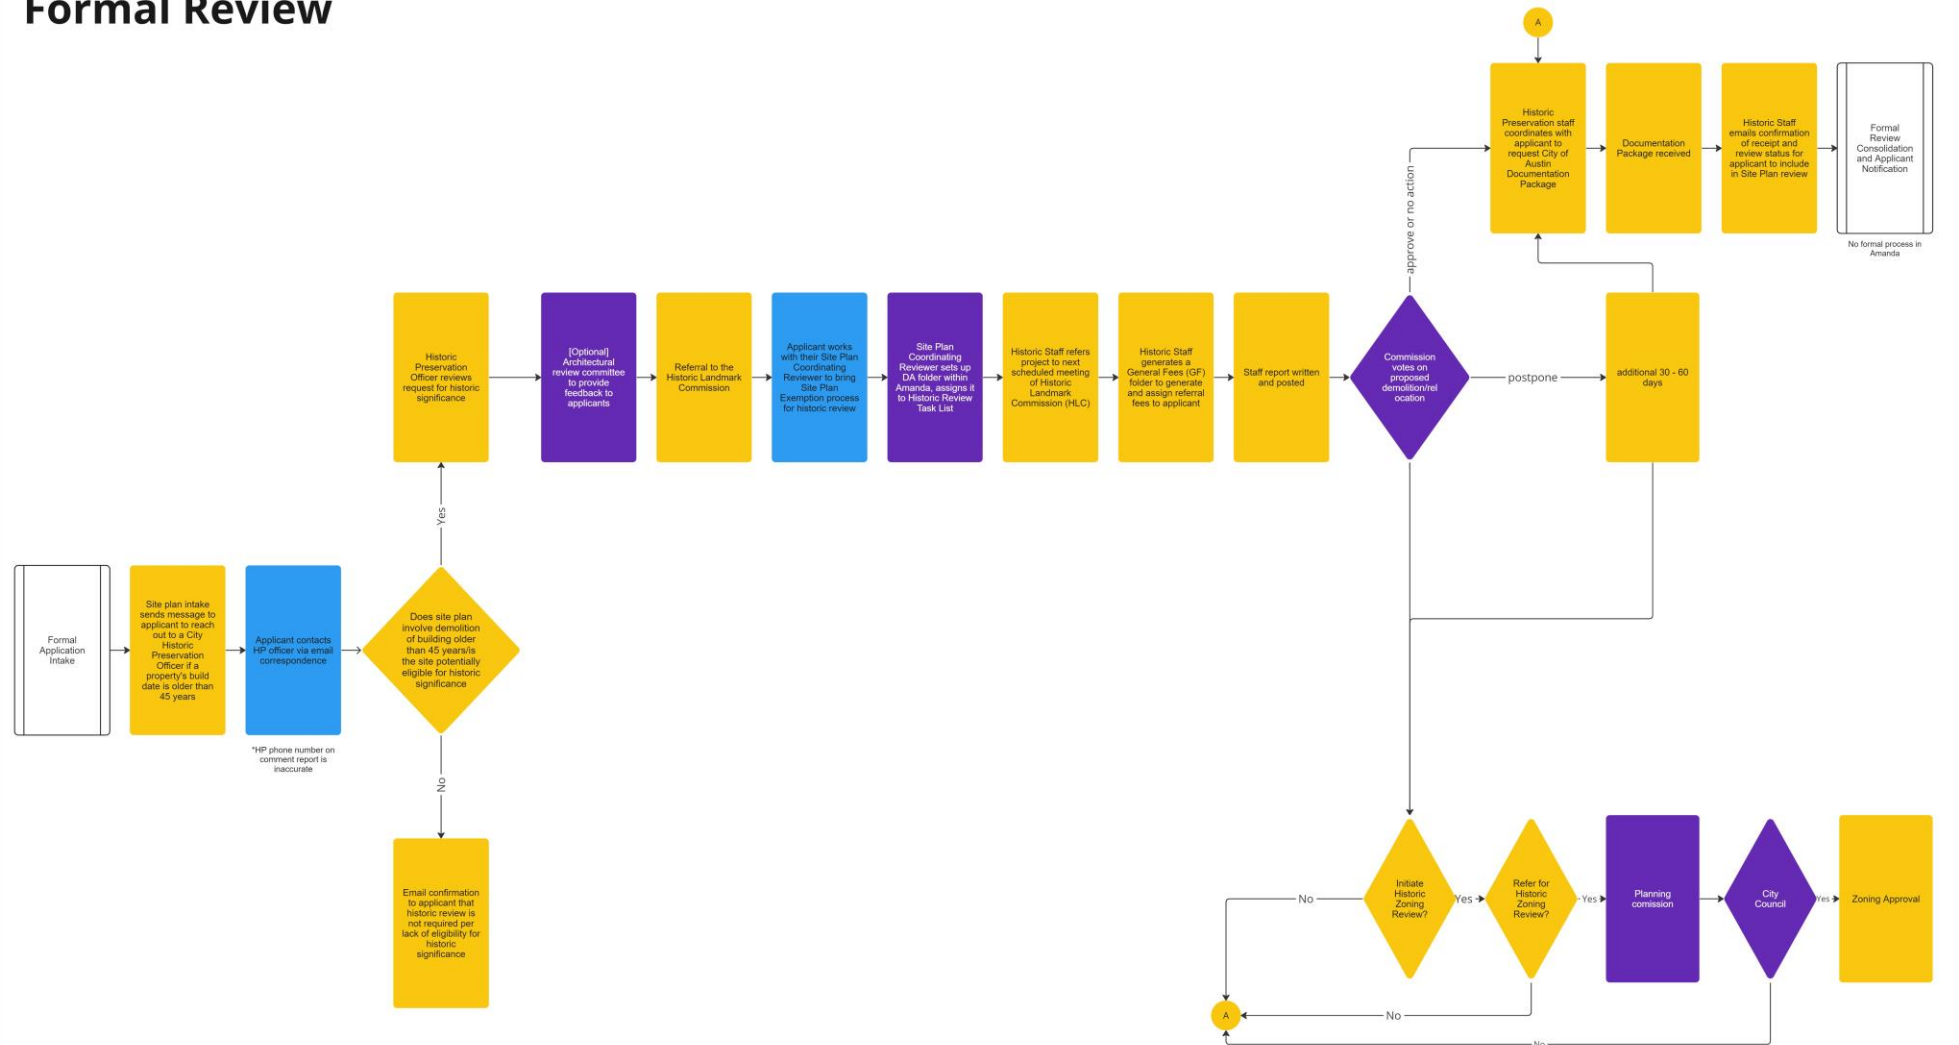 Formal Review
A
Historic
Preservation staff
coordinates with
applicant to
request City of
Austin
Documentation
Package
Documentation
Package received
Historic Staff
emails confirmation
of receipt and
review status for
applicant to include
in Site Plan review
Formal
Review
Consolidation
and Applicant
Notification
No formal process in
Amanda
approve or no action
Historic
Preservation
Officer reviews
request for historic
significance
[Optional]
Architectural
review committee
to provide
feedback to
applicants
Referral to the
Historic Landmark
Commission
Applicant works
with their Site Plan
Coordinating
Reviewer to bring
Site Plan
Exemption process
for historic review
Site Plan
Coordinating
Reviewer sets up
DA folder within
Amanda, assigns it
to Historic Review
Task List
Historic Staff refers
project to next
scheduled meeting
of Historic
Landmark
Commission (HLC)
Historic Staff
generates a
General Fees (GF)
folder to generate
and assign referral
fees to applicant
Staff report written
and posted
Commission
votes on
proposed
demolition/rel
ocation
postpone
additional 30 - 60
days
Yes
Formal
Application
Intake
Site plan intake
sends message to
applicant to reach
out to a City
Historic
Preservation
Officer if a
property's build
date is older than
45 years
Applicant contacts
HP officer via email
correspondence
*HP phone number on
comment report is
inaccurate
Does site plan
involve demolition
of building older
than 45 years/is
the site potentially
eligible for historic
significance
No
Email confirmation
to applicant that
historic review is
not required per
lack of eligibility for
historic
significance
No
Initiate
Historic
Zoning
Review?
Yes
Refer for
Historic
Zoning
Review?
Yes
Planning
comission
City
Council
Yes
Zoning Approval
A
No
No